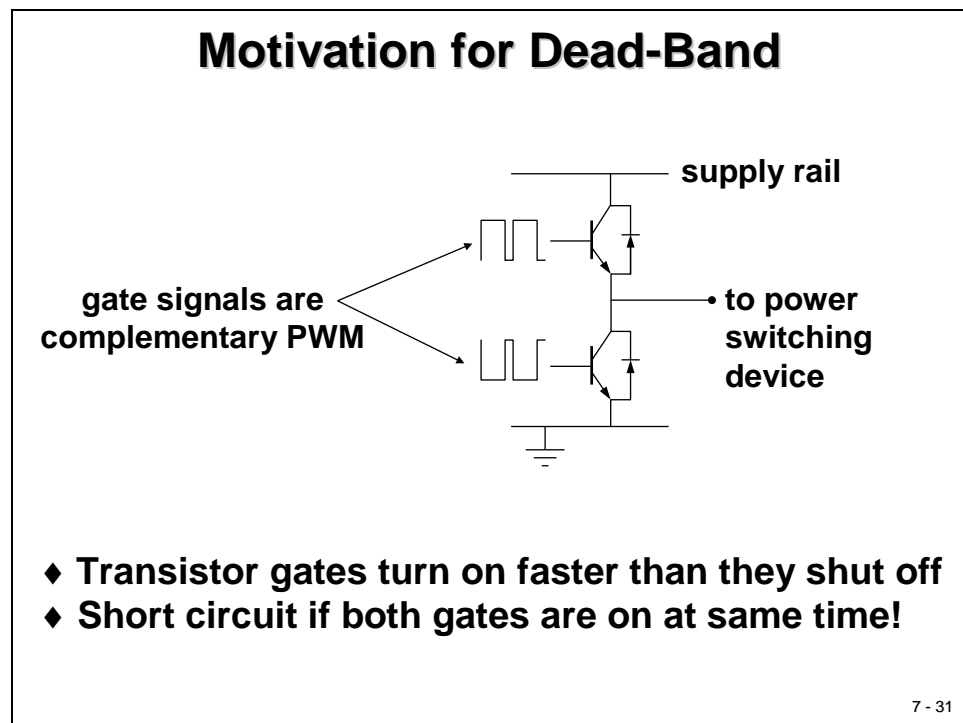 Motivation for Dead-Band
supply rail
gate signals are
complementary PWM
to power
switching
device
♦ Transistor gates turn on faster than they shut off
♦ Short circuit if both gates are on at same time!
7 - 31